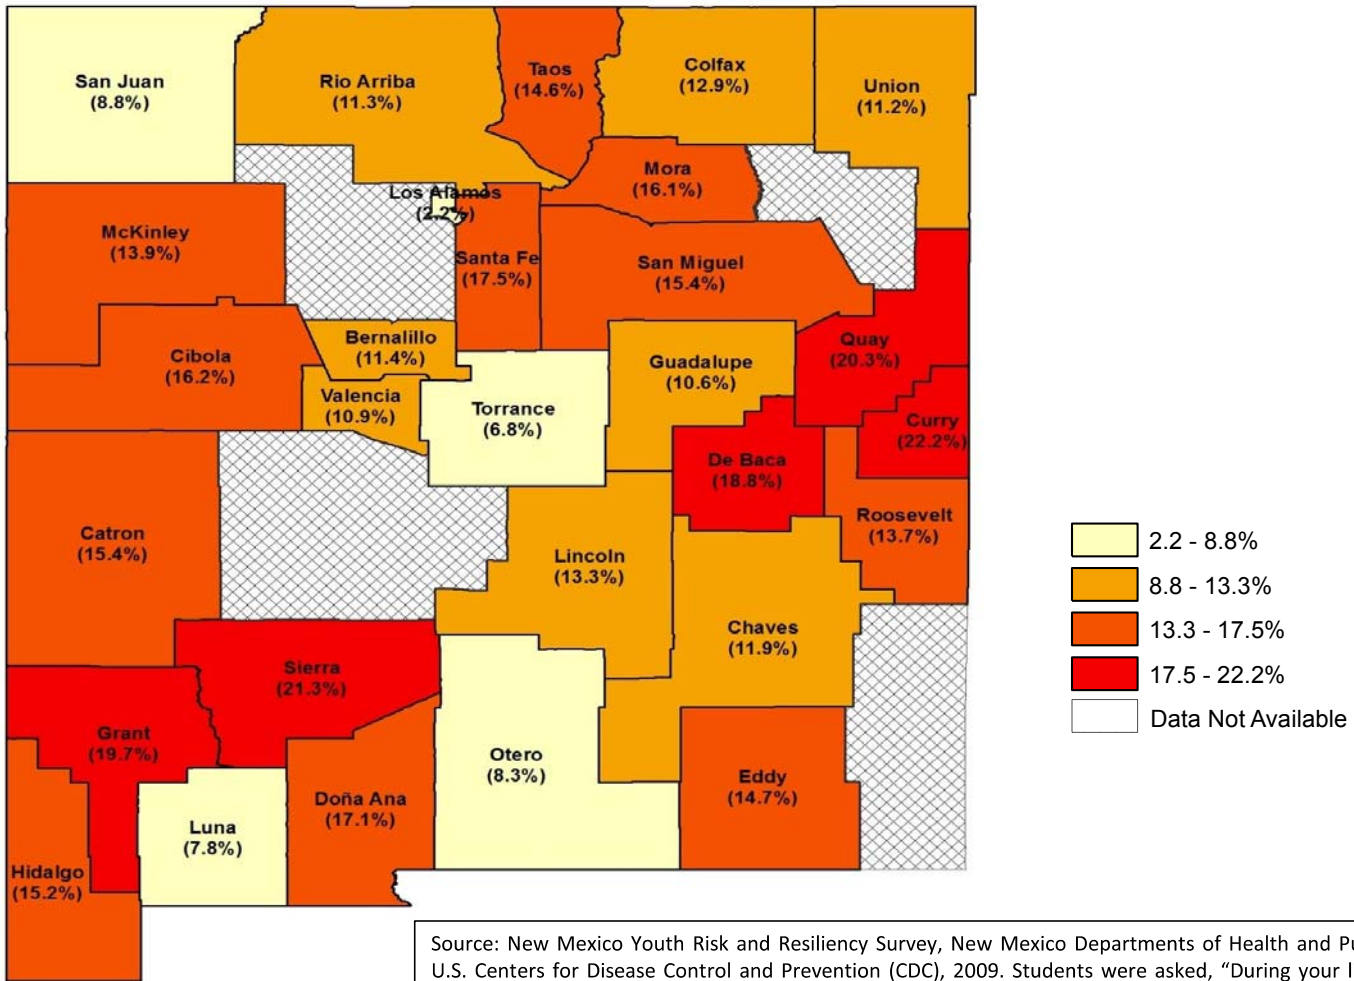 San Juan
(8.8%)
Rio Arriba
(11.3%)
Taos
(14.6%)
Colfax
(12.9%)
Union
(11.2%)
Mora
(16.1%)
Los Alamos
(2.2%)
McKinley
(13.9%)
Santa Fe
(17.5%)
San Miguel
(15.4%)
Bernalillo
(11.4%)
Quay
(20.3%)
Cibola
(16.2%)
Guadalupe
(10.6%)
Valencia
(10.9%)
Torrance
(6.8%)
Curry
(22.2%)
De Baca
(18.8%)
Catron
(15.4%)
Roosevelt
(13.7%)
Lincoln
(13.3%)
Chaves
(11.9%)
Sierra
(21.3%)
Grant
(19.7%)
Otero
(8.3%)
Eddy
(14.7%)
Doña Ana
(17.1%)
Luna
(7.8%)
Hidalgo
(15.2%)
2.2 - 8.8%
8.8 - 13.3%
13.3 - 17.5%
17.5 - 22.2%
Data Not Available
Source: New Mexico Youth Risk and Resiliency Survey, New Mexico Departments of Health and
U.S. Centers for Disease Control and Prevention (CDC), 2009. Students were asked, “During your